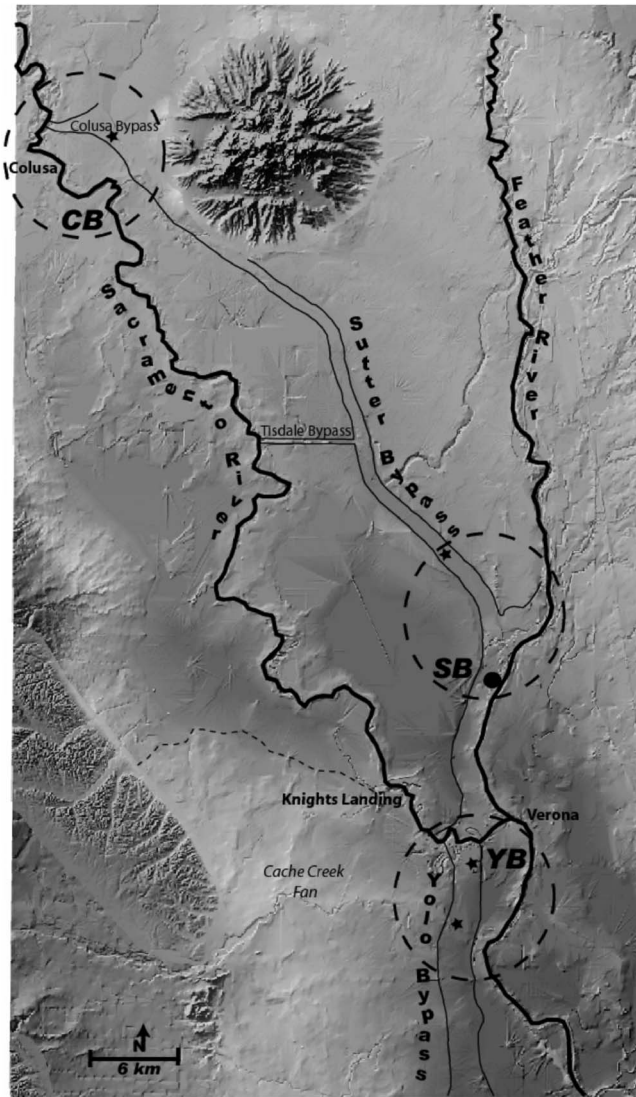 Colusa Bypass
Colusa
CB
Feather River
Sacramento River
Sutter Bypass
Tisdale Bypass
SB
Knights Landing
Verona
YB
Cache Creek
Fan
Yolo Bypass
N
6 km